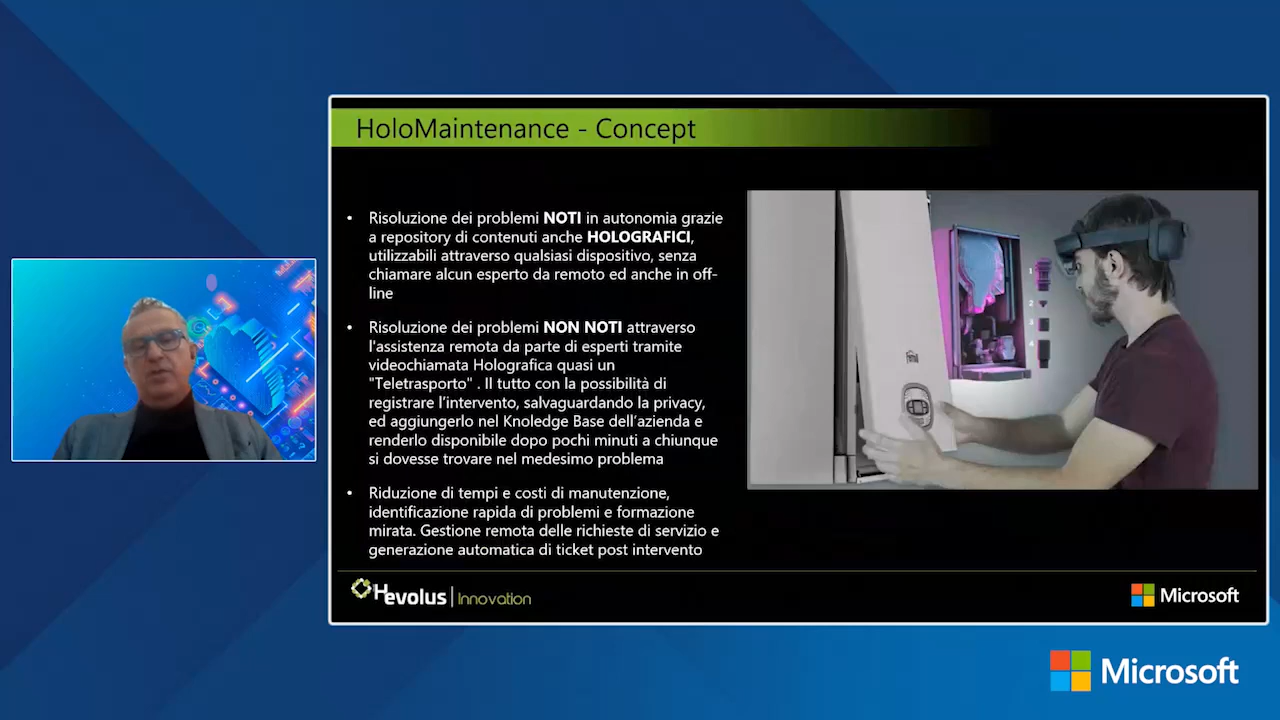 HoloMaintenance - Concept
• Risoluzione dei problemi NOTI in autonomia grazie
a repository di contenuti anche HOLOGRAFICI,
utilizzabili attraverso qualsiasi dispositivo, senza
chiamare alcun esperto da remoto ed anche in off-
line
• Risoluzione dei problemi NON NOTI attraverso
l'assistenza remota da parte di esperti tramite
videochiamata Holografica quasi un
"Teletrasporto" . Il tutto con la possibilità di
registrare l’intervento, salvaguardando la privacy,
ed aggiungerlo nel Knoledge Base dell’azienda e
renderlo disponibile dopo pochi minuti a chiunque
si dovesse trovare nel medesimo problema
• Riduzione di tempi e costi di manutenzione,
identificazione rapida di problemi e formazione
mirata. Gestione remota delle richieste di servizio e
generazione automatica di ticket post intervento
1
2
3
4
Hevolus Innovation
Microsoft
Microsoft